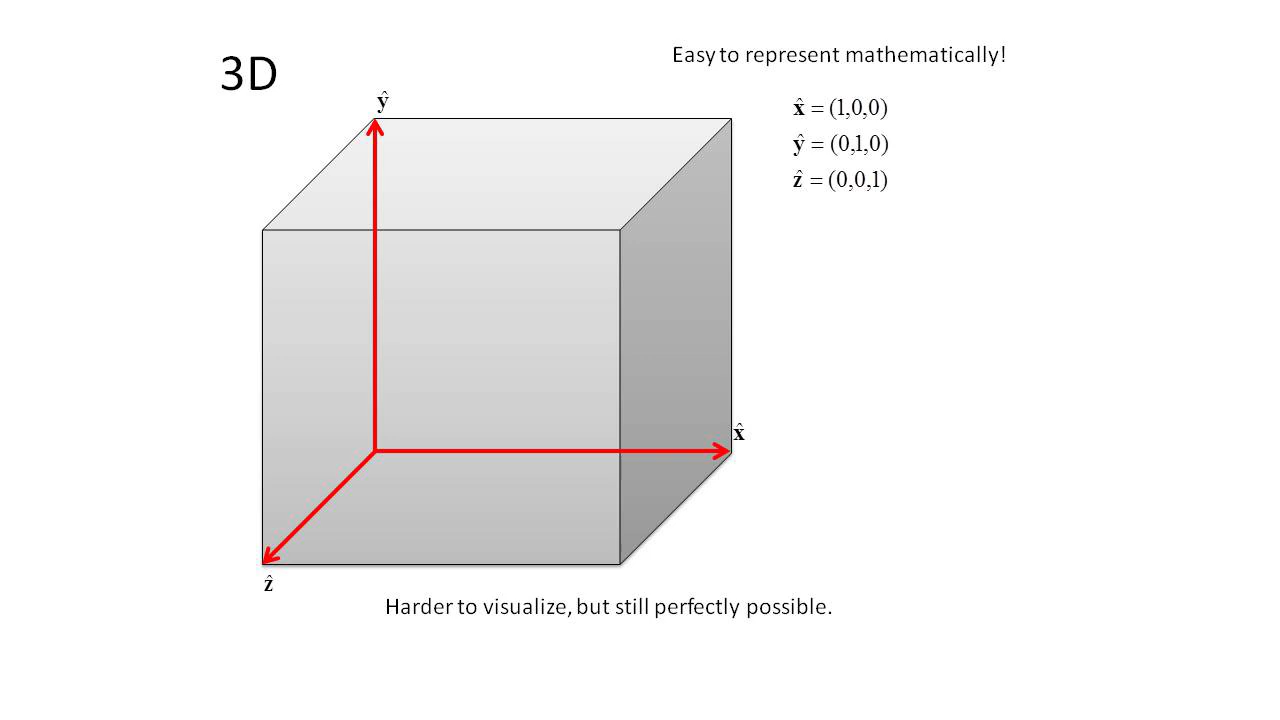 3D
Easy to represent mathematically!
x̂ = (1,0,0)
ŷ = (0,1,0)
ẑ = (0,0,1)
ŷ
x̂
ẑ
Harder to visualize, but still perfectly possible.